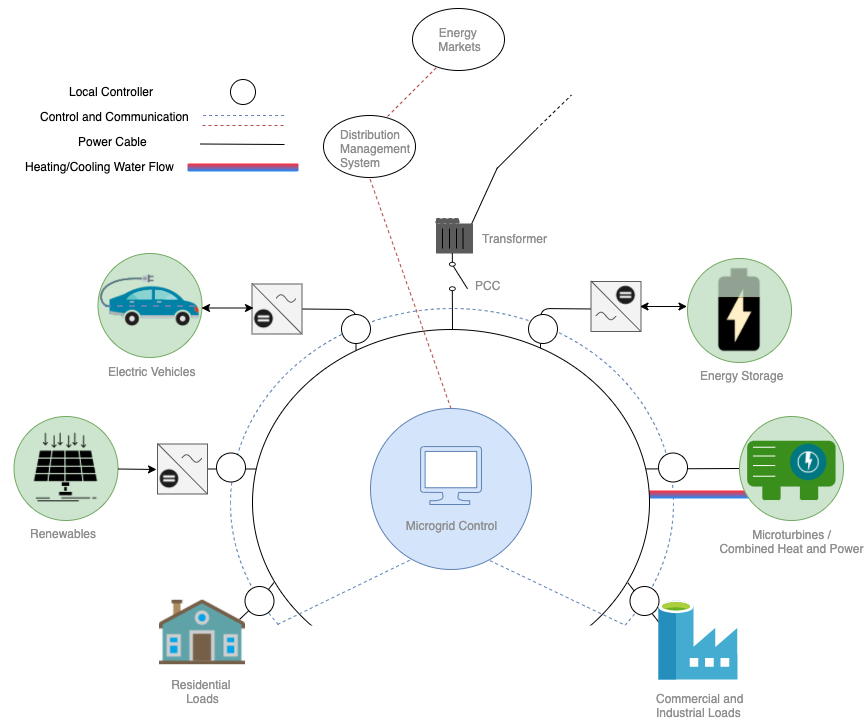 Energy
Markets
Local Controller
Control and Communication
Power Cable
Heating/Cooling Water Flow
Distribution
Management
System
Transformer
PCC
Electric Vehicles
Energy Storage
Renewables
Microgrid Control
Microturbines /
Combined Heat and Power
Residential
Loads
Commercial and
Industrial Loads